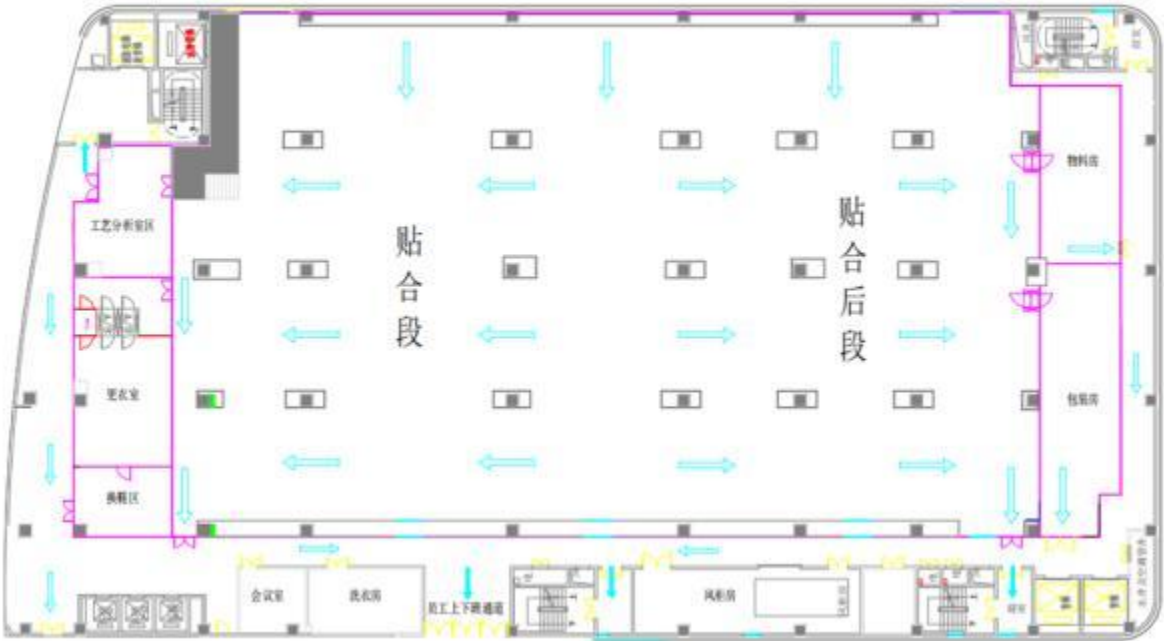 物料房
工艺分析室区
贴合段
贴合后段
更衣室
包装房
换鞋区
会议室
洗衣房
员工上下班通道
风柜房
前室